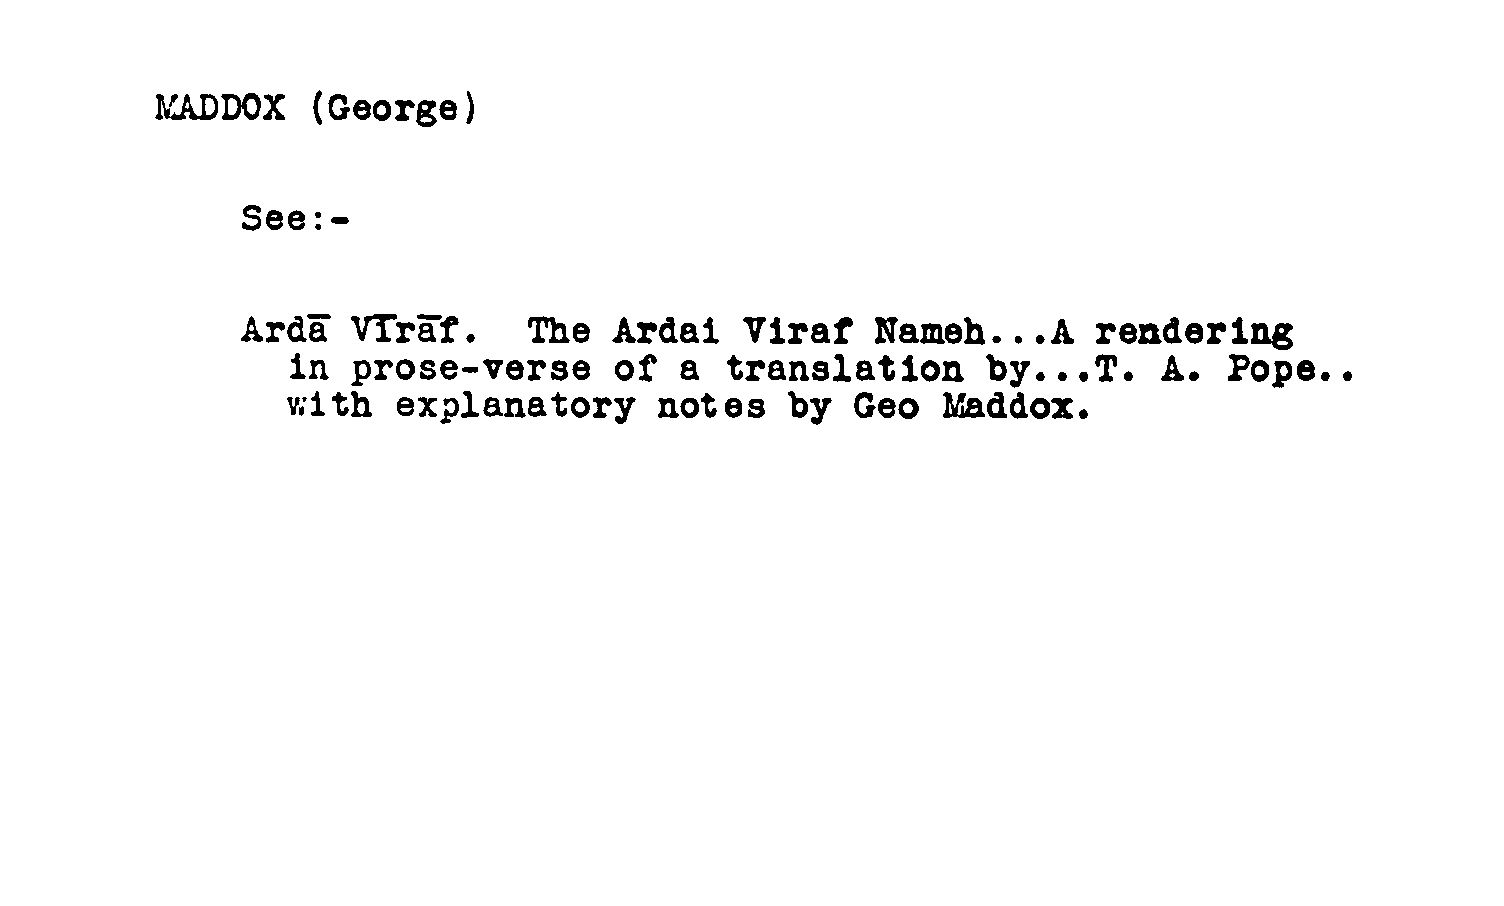 MADDOX (George)
See:-
Ardā Vīrāf. The Ardai Viraf Nameh...A rendering
in prose-verse of a translation by...T. A. Pope..
with explanatory notes by Geo Maddox.